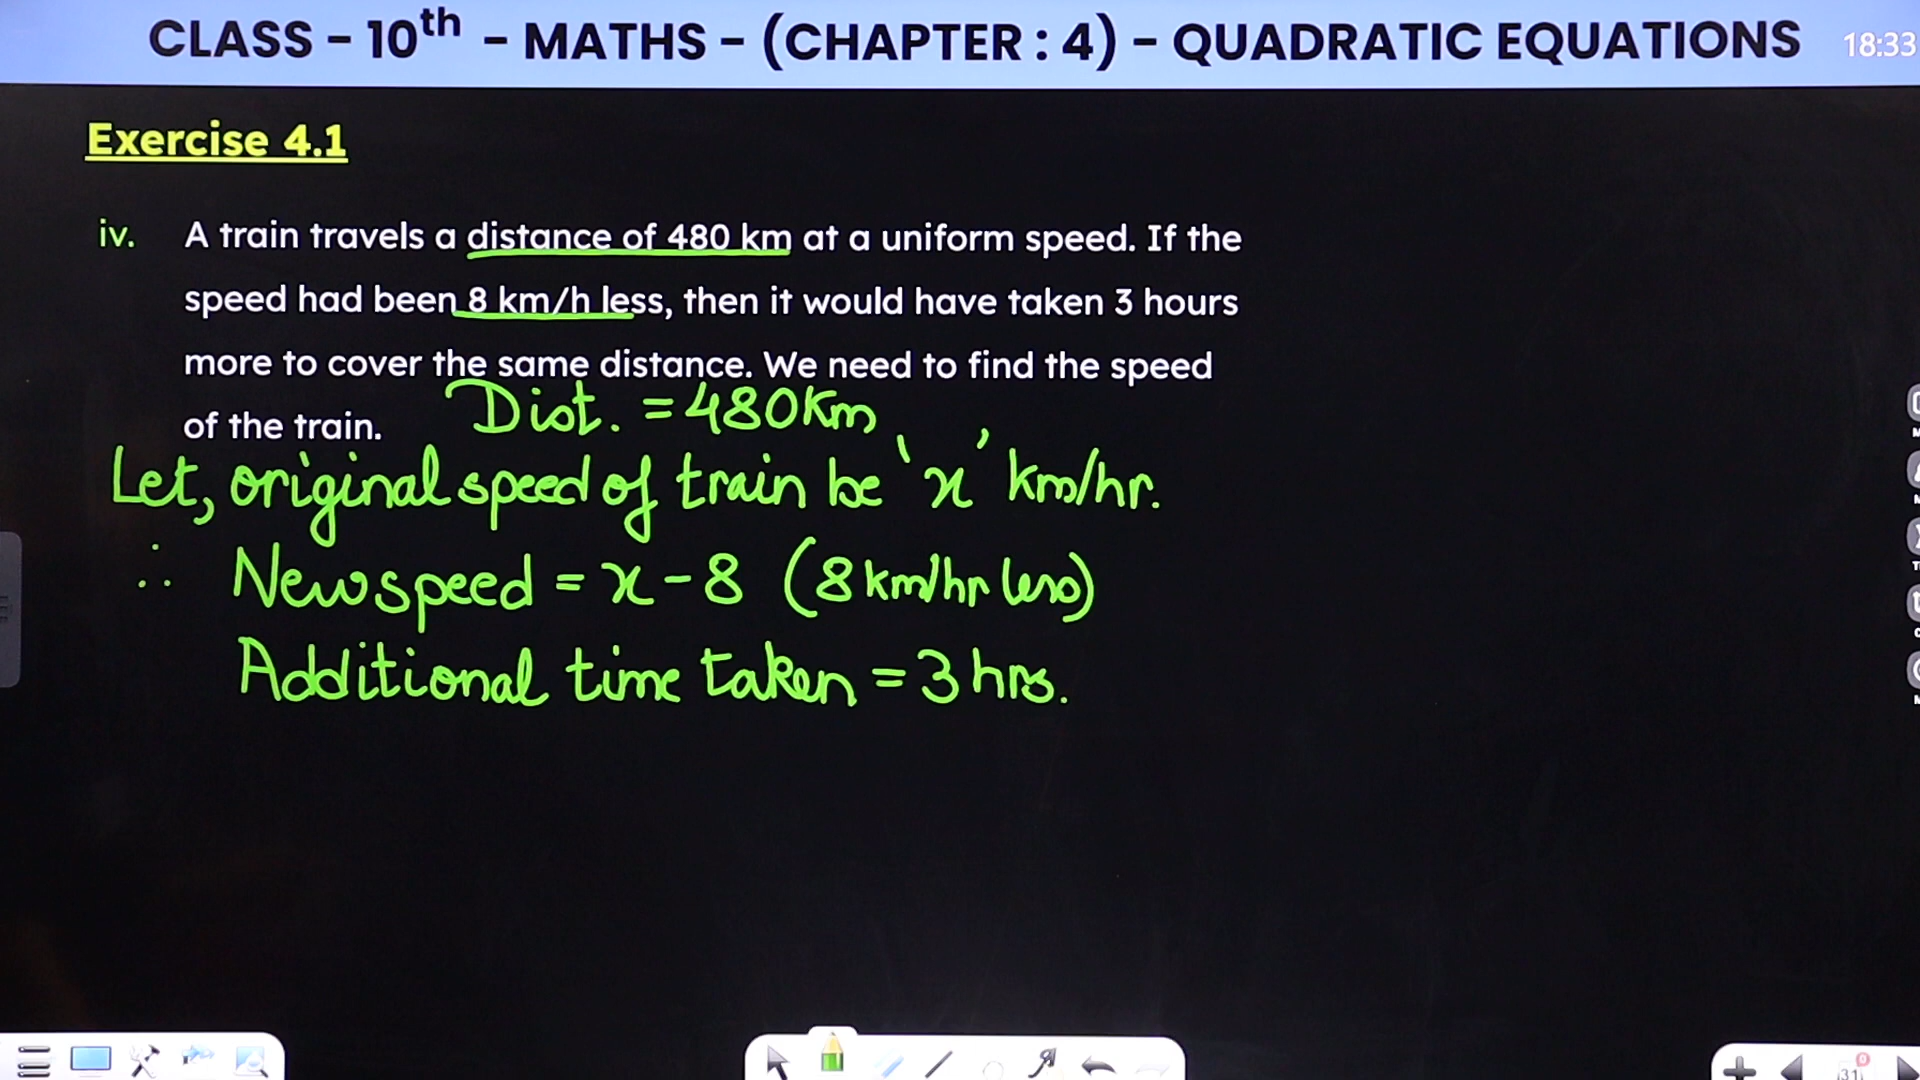 CLASS - 10th - MATHS - (CHAPTER : 4) - QUADRATIC EQUATIONS 18:33
Exercise 4.1
iv. A train travels a distance of 480 km at a uniform speed. If the
speed had been 8 km/h less, then it would have taken 3 hours
more to cover the same distance. We need to find the speed
of the train. Dist. = 480Km
Let, original speed of train be 'x' km/hr.
∴ New speed = x - 8 (8 km/hr less)
Additional time taken = 3 hrs.
31
0